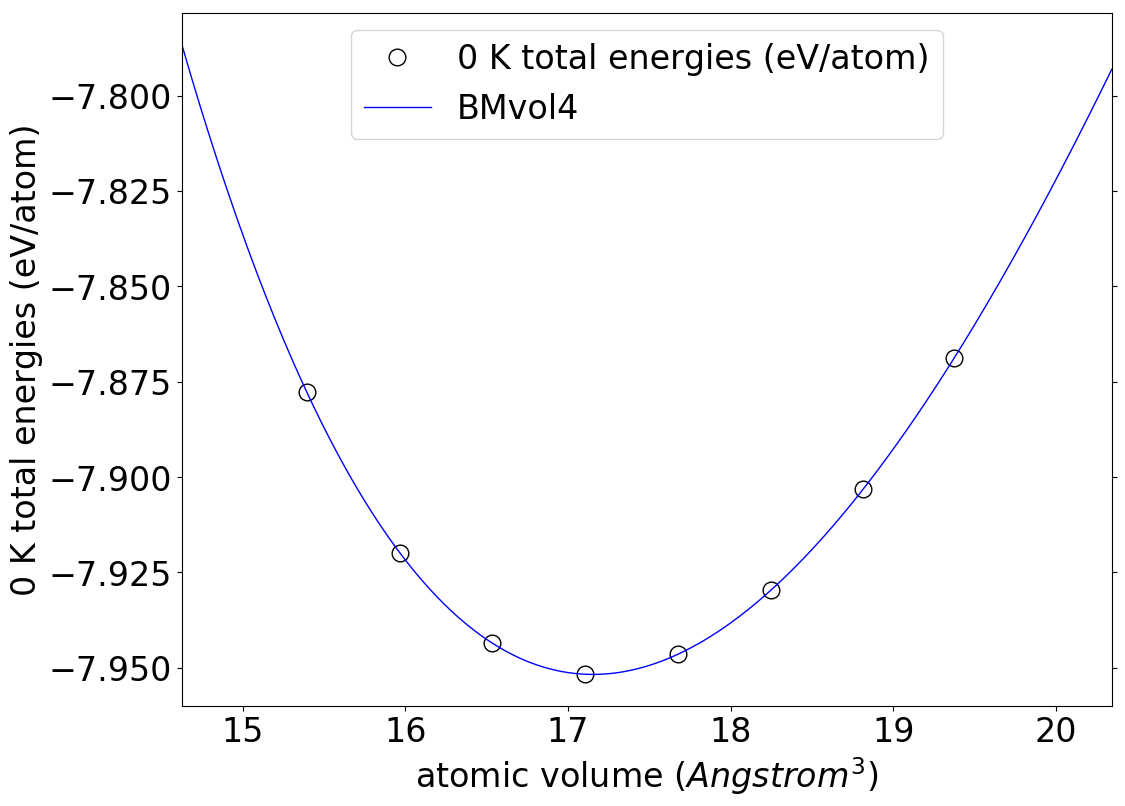 0 K total energies (eV/atom)
BMvol4
0 K total energies (eV/atom)
−7.800
−7.825
−7.850
−7.875
−7.900
−7.925
−7.950
15 16 17 18 19 20
atomic volume (Angstrom³)